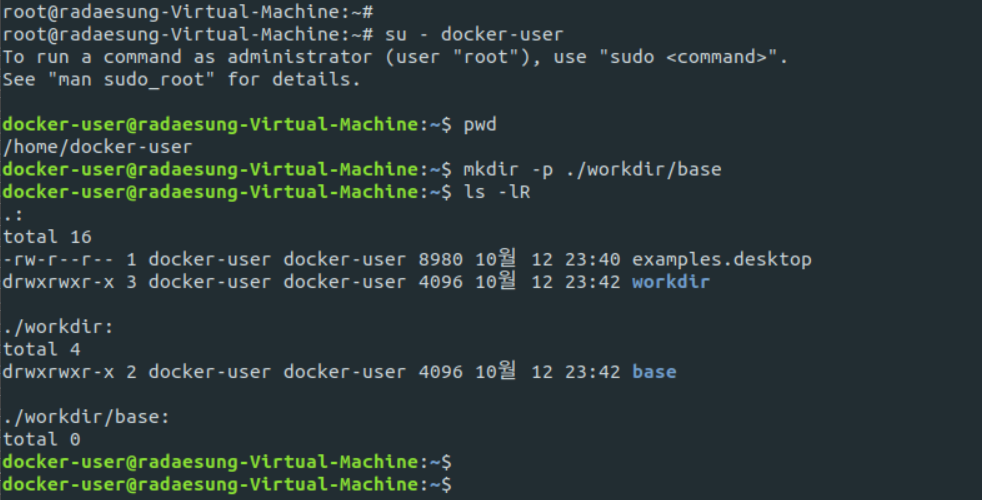 root@radaesung-Virtual-Machine:~#
root@radaesung-Virtual-Machine:~# su - docker-user
To run a command as administrator (user "root"), use "sudo <command>".
See "man sudo_root" for details.
docker-user@radaesung-Virtual-Machine:~$ pwd
/home/docker-user
docker-user@radaesung-Virtual-Machine:~$ mkdir -p ./workdir/base
docker-user@radaesung-Virtual-Machine:~$ ls -lR
.:
total 16
-rw-r--r-- 1 docker-user docker-user 8980 10월 12 23:40 examples.desktop
drwxrwxr-x 3 docker-user docker-user 4096 10월 12 23:42 workdir
./workdir:
total 4
drwxrwxr-x 2 docker-user docker-user 4096 10월 12 23:42 base
./workdir/base:
total 0
docker-user@radaesung-Virtual-Machine:~$
docker-user@radaesung-Virtual-Machine:~$